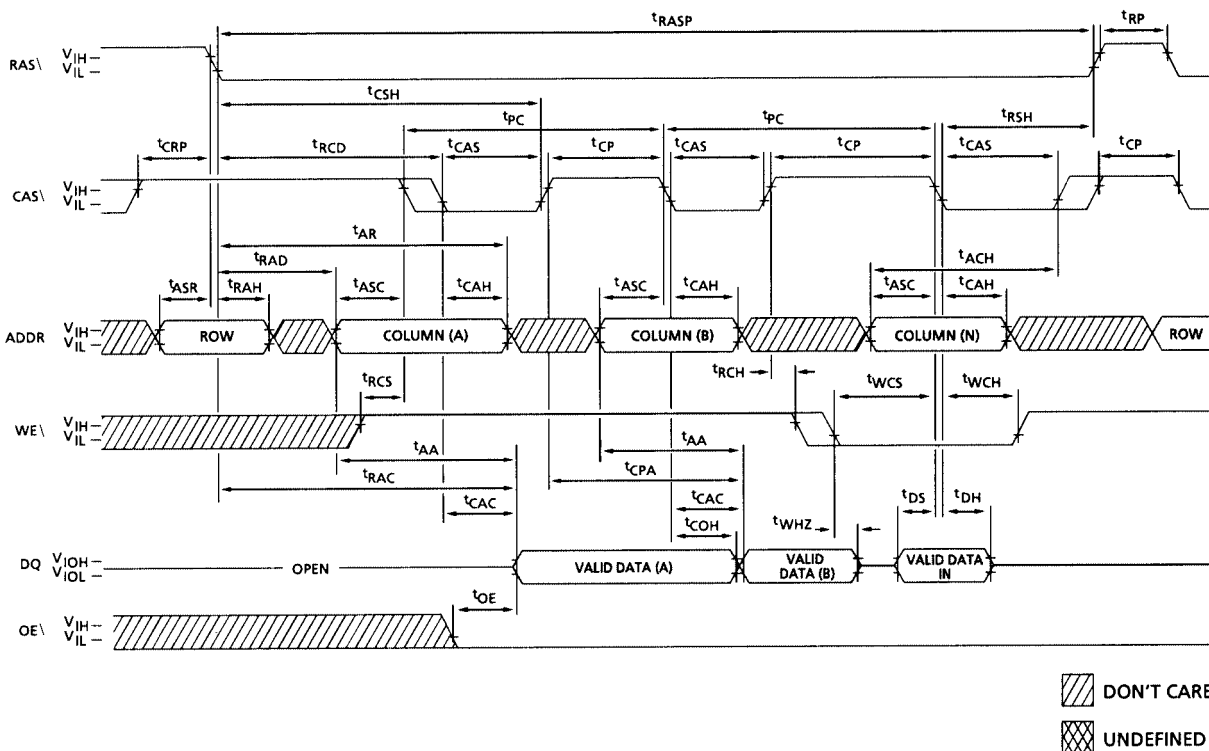 tRASP tRP
RAS\ VIH VIL
tCSH
tPC tPC tRSH
tCRP tRCD tCAS tCP tCAS tCP tCAS tCP
CAS\ VIH VIL
tAR
tRAD tACH
tASR tRAH tASC tCAH tASC tCAH tASC tCAH
ADDR VIH VIL ROW COLUMN (A) COLUMN (B) COLUMN (N) ROW
tRCH
tRCS tWCS tWCH
WE\ VIH VIL
tAA tAA
tRAC tCPA
tCAC tCAC tDS tDH
tCOH tWHZ
DQ VIOH VIOL OPEN VALID DATA (A) VALID DATA (B) VALID DATA IN
tOE
OE\ VIH VIL
DON'T CARE
UNDEFINED